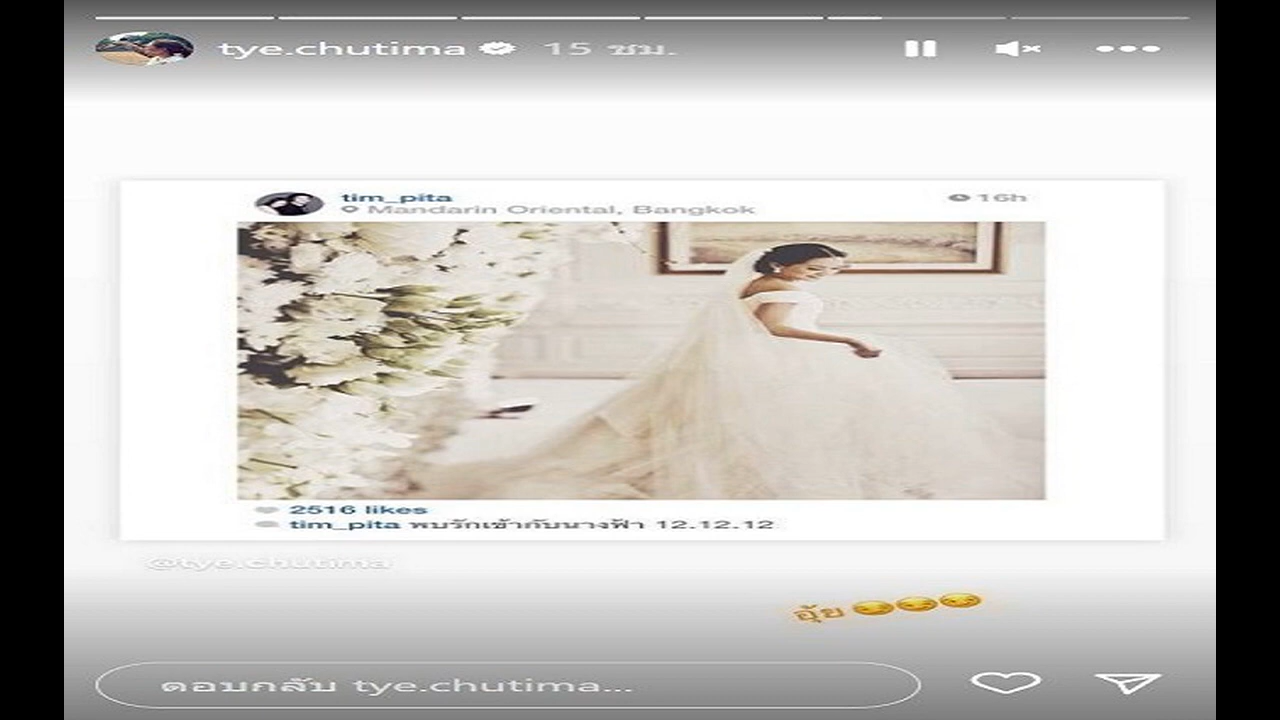 tye.chutima 15 ชม.
tim_pita 16h
Mandarin Oriental, Bangkok
2516 likes
tim_pita พบรักเข้ากับนางฟ้า 12.12.12
@tye.chutima
อุ้ย 😏😏😏
ตอบกลับ tye.chutima...